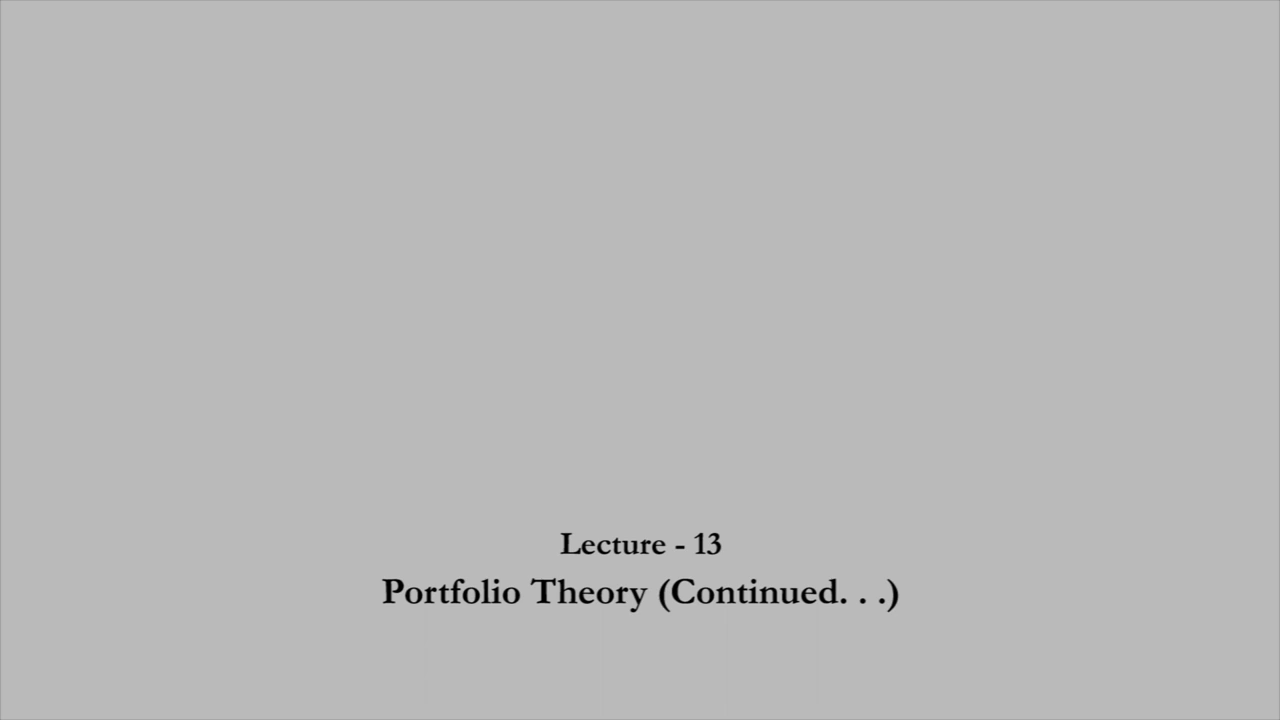 Lecture - 13
Portfolio Theory (Continued. . .)